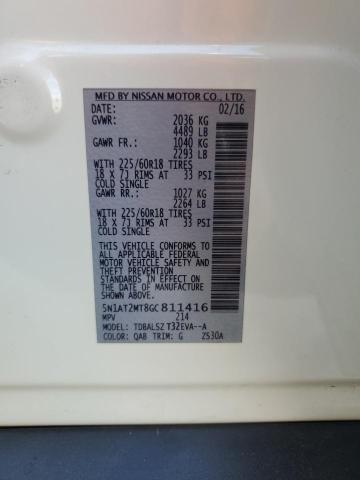 MFD BY NISSAN MOTOR CO., LTD.
DATE: 02/16
GVWR: 2036 KG
4489 LB
GAWR FR.: 1040 KG
2293 LB
WITH 225/60R18 TIRES
18 X 7J RIMS AT 33 PSI
COLD SINGLE
GAWR RR.: 1027 KG
2264 LB
WITH 225/60R18 TIRES
18 X 7J RIMS AT 33 PSI
COLD SINGLE
THIS VEHICLE CONFORMS TO
ALL APPLICABLE FEDERAL
MOTOR VEHICLE SAFETY AND
THEFT PREVENTION
STANDARDS IN EFFECT
ON THE DATE OF
MANUFACTURE SHOWN ABOVE.
5N1AT2MT8GC811416
MPV 214
MODEL: TDBALSZ T32EVA--A
COLOR: QAB TRIM: G ZS30A